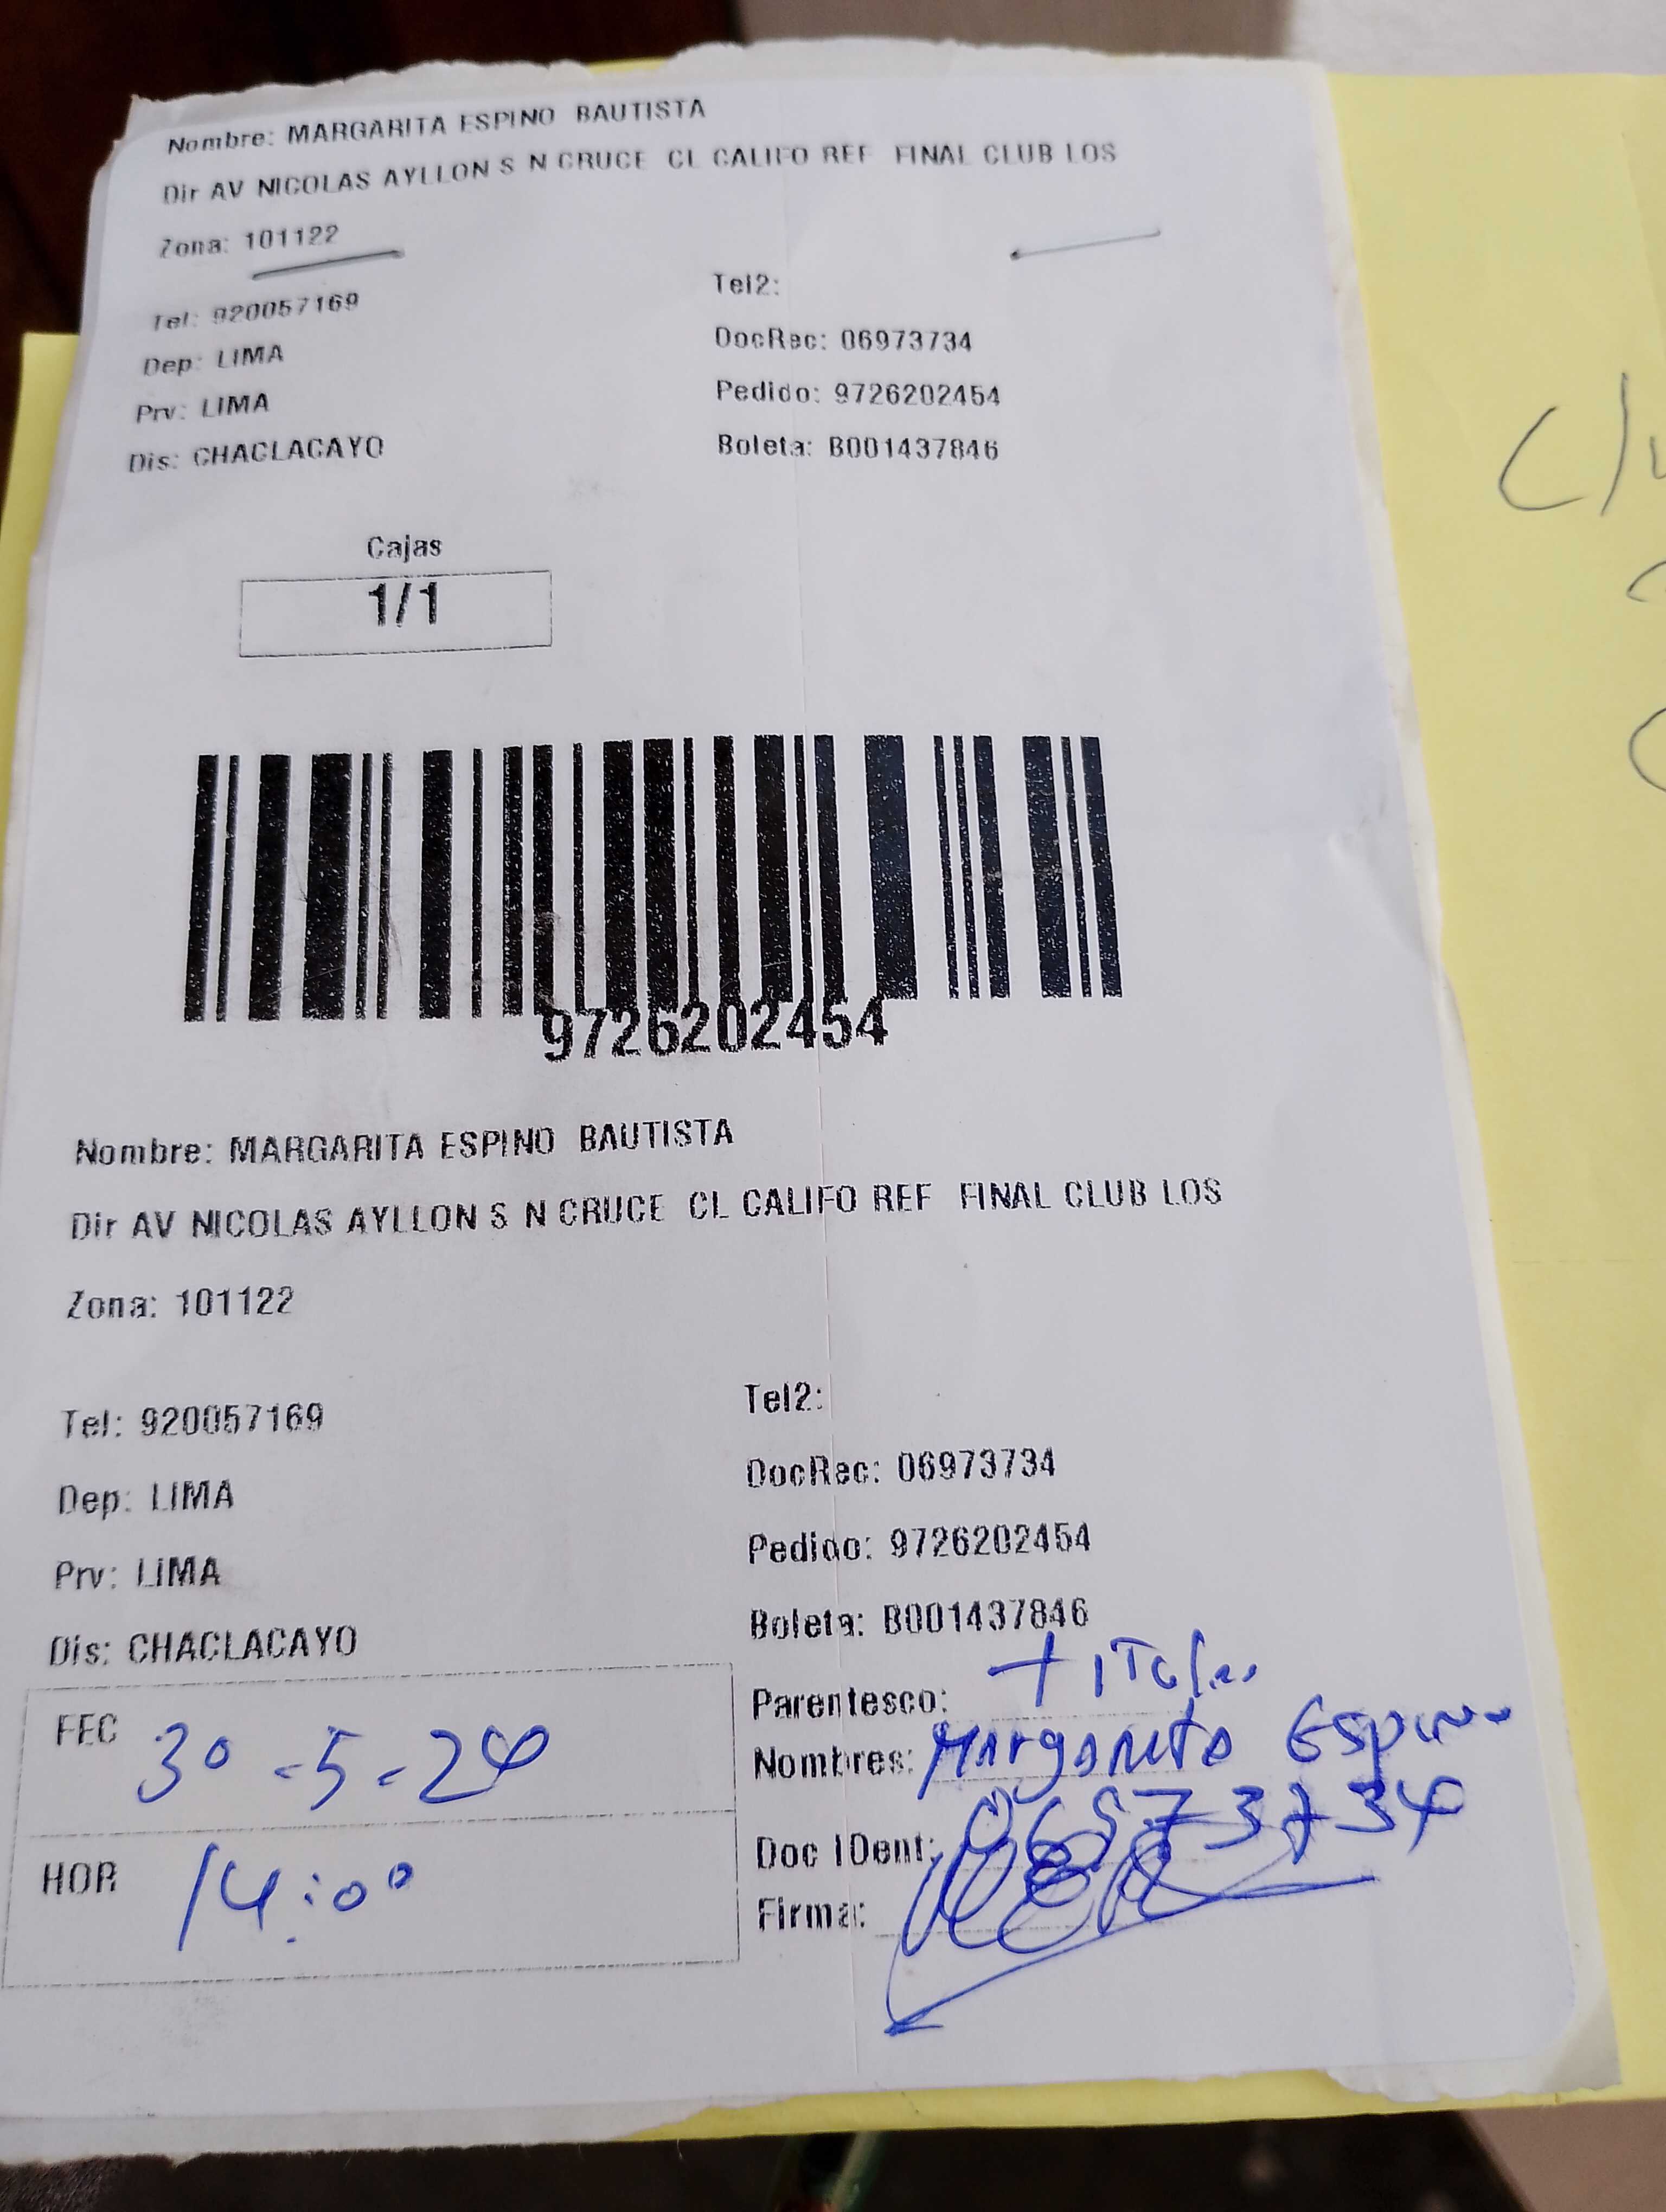 Nombre: MARGARITA ESPINO BAUTISTA
Dir AV NICOLAS AYLLON S N CRUCE CL CALIFO REF FINAL CLUB LOS
Zona: 101122
Tel: 920057169
Tel2:
Dep: LIMA
DocRec: 06973734
Prv: LIMA
Pedido: 9726202454
Dis: CHACLACAYO
Boleta: B001437846
Cajas
1/1
9726202454
Nombre: MARGARITA ESPINO BAUTISTA
Dir AV NICOLAS AYLLON S N CRUCE CL CALIFO REF FINAL CLUB LOS
Zona: 101122
Tel: 920057169
Tel2:
Dep: LIMA
DocRec: 06973734
Prv: LIMA
Pedido: 9726202454
Dis: CHACLACAYO
Boleta: B001437846
FEC 30-5-24
Parentesco: titular
Nombres: Margarita Espino
HOR 14:00
Doc IDent: 06973734
Firma: